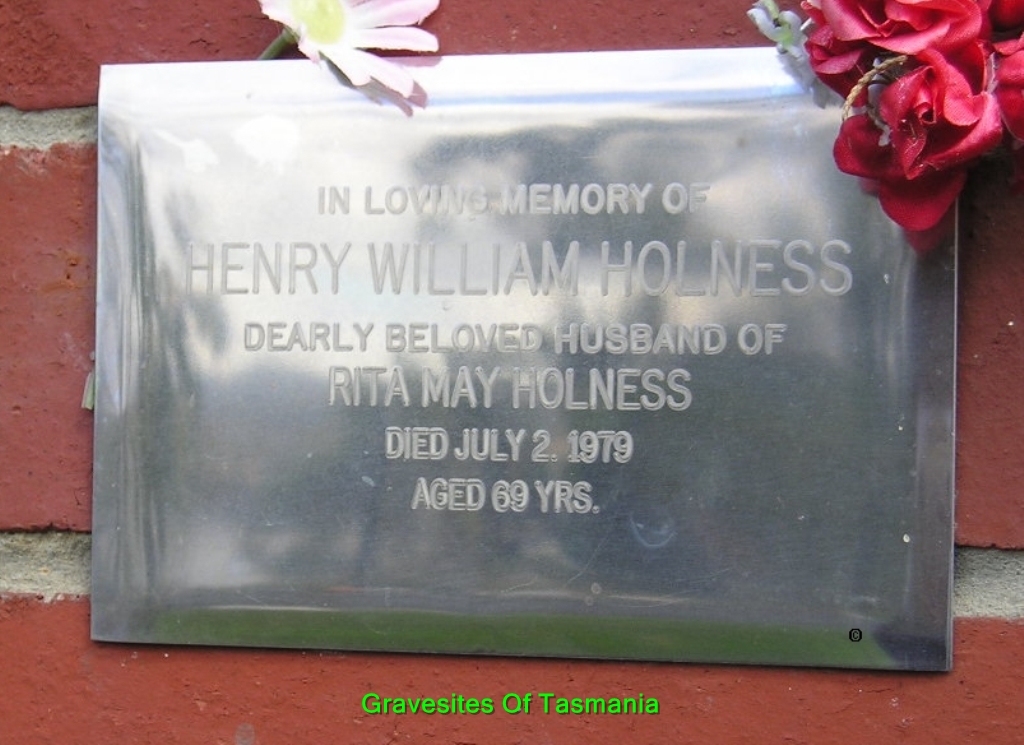 IN LOVING MEMORY OF
HENRY WILLIAM HOLNESS
DEARLY BELOVED HUSBAND OF
RITA MAY HOLNESS
DIED JULY 2. 1979
AGED 69 YRS.
©
Gravesites Of Tasmania